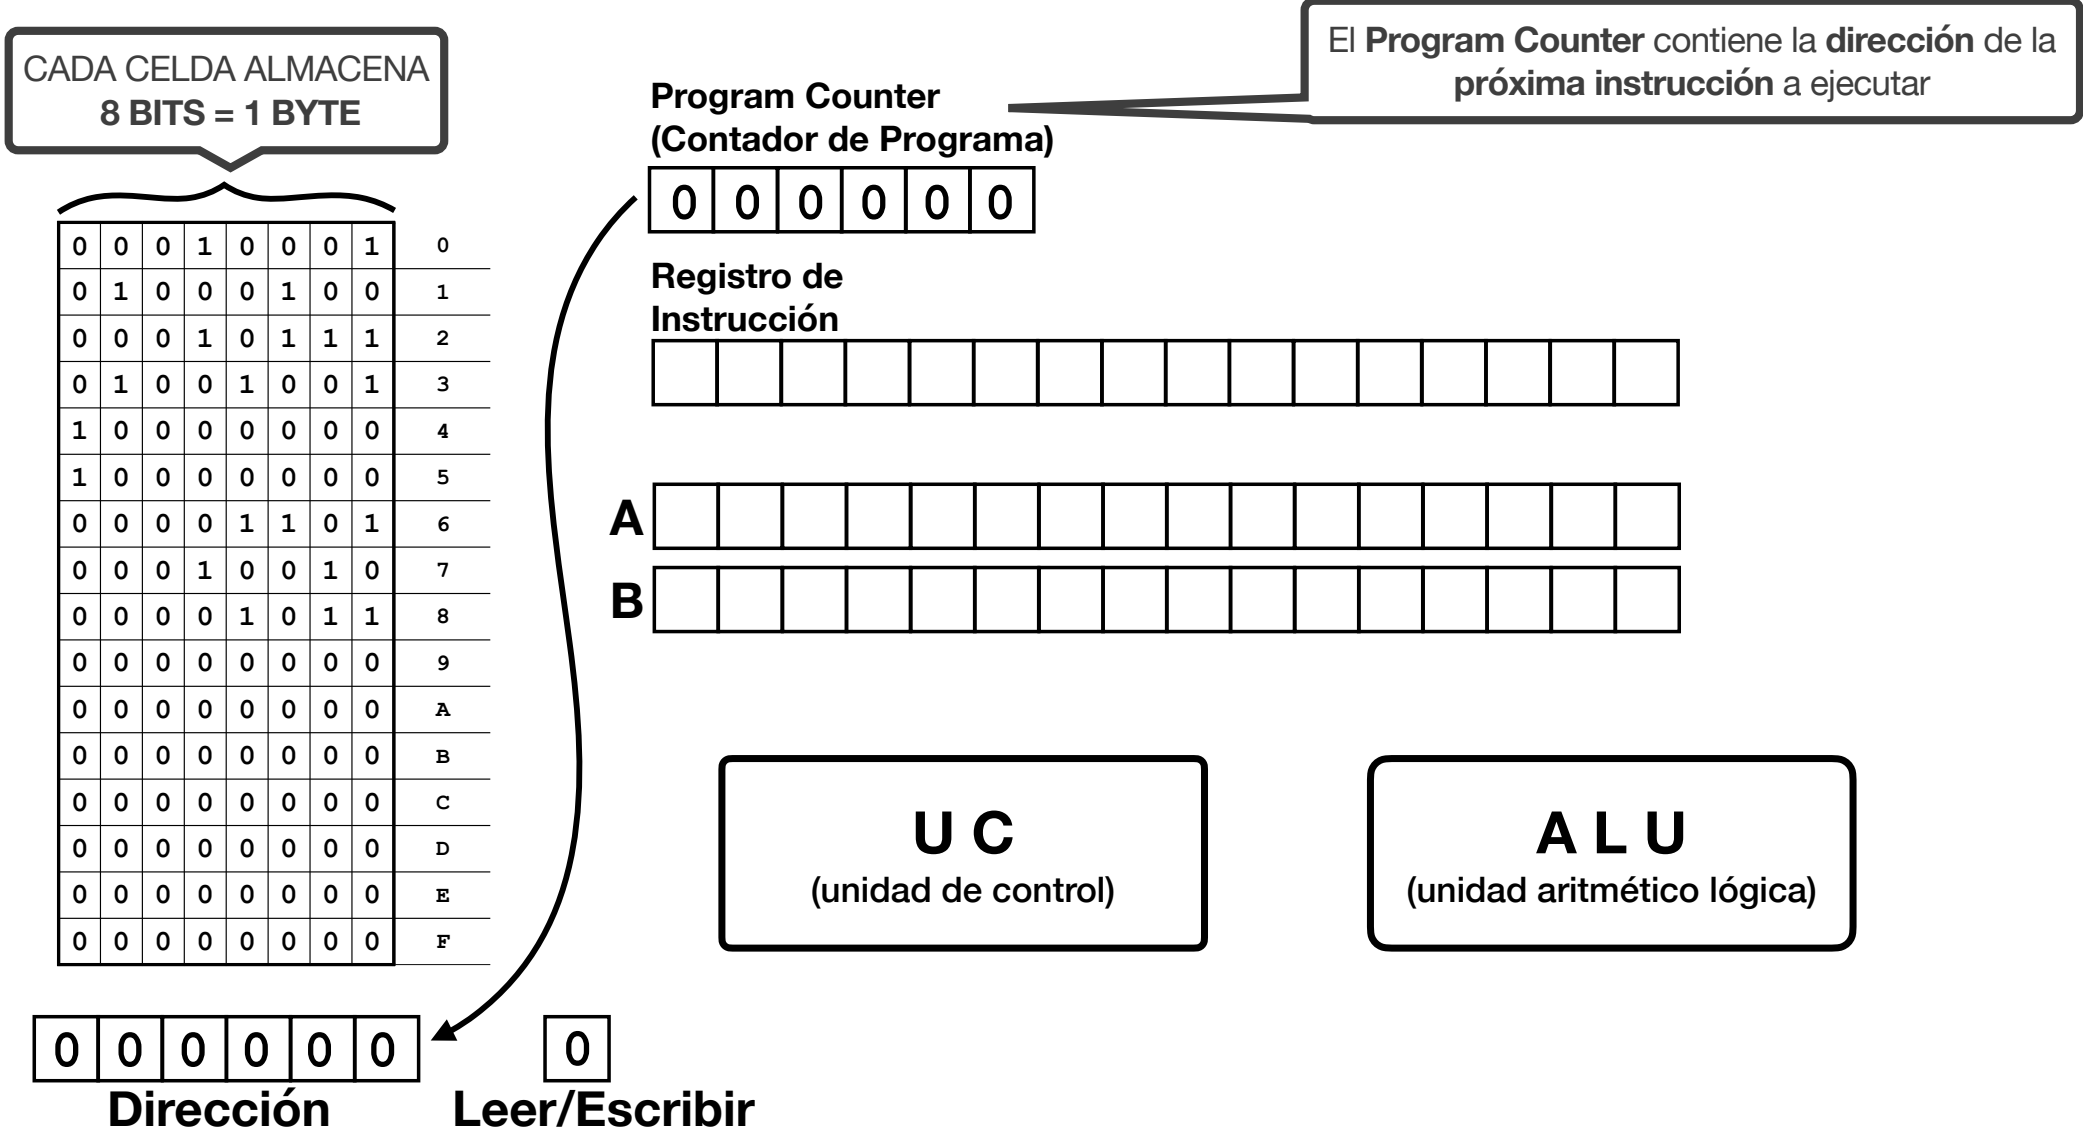 CADA CELDA ALMACENA
8 BITS = 1 BYTE
El Program Counter contiene la dirección de la
próxima instrucción a ejecutar
Program Counter
(Contador de Programa)
0 0 0 0 0 0
Registro de
Instrucción
0 0 0 1 0 0 0 1 0
0 1 0 0 0 1 0 0 1
0 0 0 1 0 1 1 1 2
0 1 0 0 1 0 0 1 3
1 0 0 0 0 0 0 0 4
1 0 0 0 0 0 0 0 5
0 0 0 0 1 1 0 1 6
0 0 0 1 0 0 1 0 7
0 0 0 0 1 0 1 1 8
0 0 0 0 0 0 0 0 9
0 0 0 0 0 0 0 0 A
0 0 0 0 0 0 0 0 B
0 0 0 0 0 0 0 0 C
0 0 0 0 0 0 0 0 D
0 0 0 0 0 0 0 0 E
0 0 0 0 0 0 0 0 F
A
B
U C
(unidad de control)
A L U
(unidad aritmético lógica)
0 0 0 0 0 0
Dirección
0
Leer/Escribir